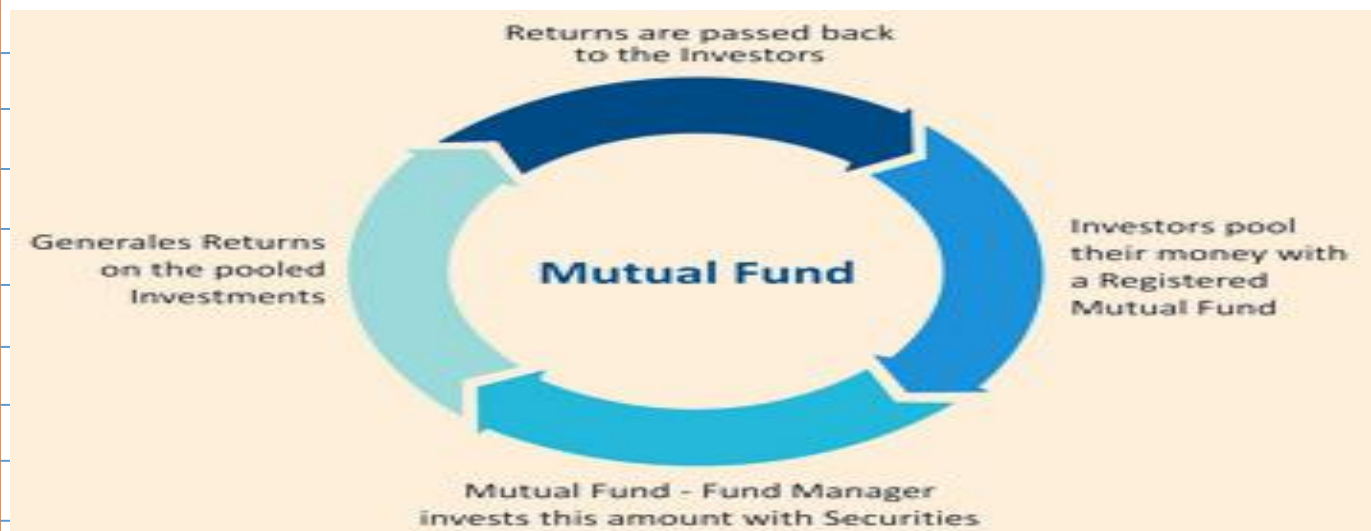 Returns are passed back
to the Investors
Investors pool
their money with
a Registered
Mutual Fund
Mutual Fund
Generales Returns
on the pooled
Investments
Mutual Fund - Fund Manager
invests this amount with Securities